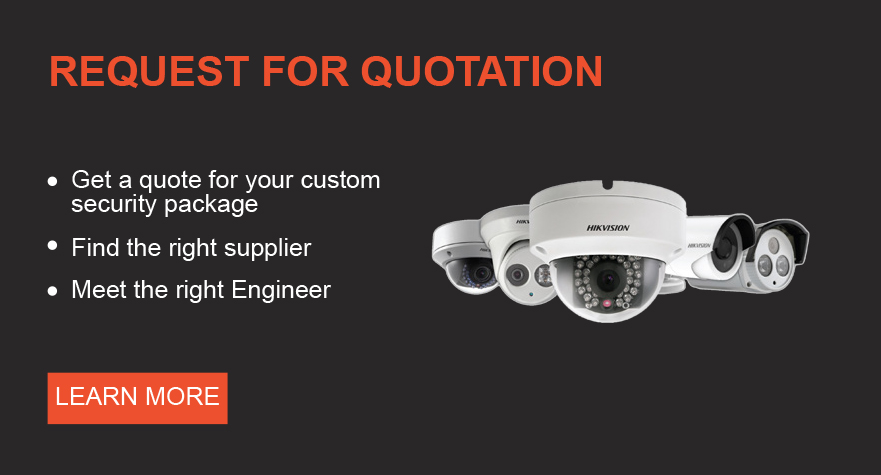 REQUEST FOR QUOTATION
Get a quote for your custom
security package
Find the right supplier
Meet the right Engineer
HIKVISION
HIKVISION
LEARN MORE